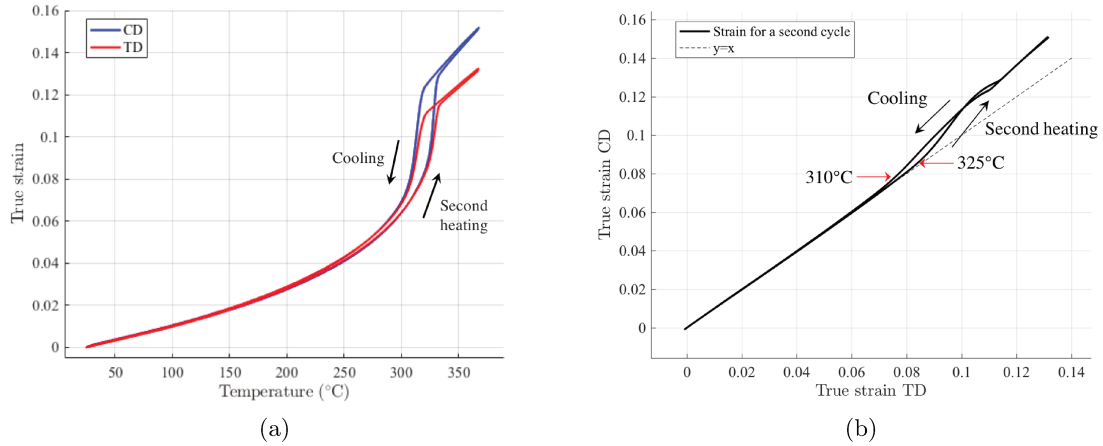 0.16
0.14
0.12
0.1
0.08
0.06
0.04
0.02
0
True strain
CD
TD
Cooling
Second
heating
50
100
150
200
250
300
350
Temperature (°C)
(a)
0.16
0.14
0.12
0.1
0.08
0.06
0.04
0.02
0
True strain CD
Strain for a second cycle
y=x
Cooling
Second heating
310°C
325°C
0
0.02
0.04
0.06
0.08
0.1
0.12
0.14
True strain TD
(b)